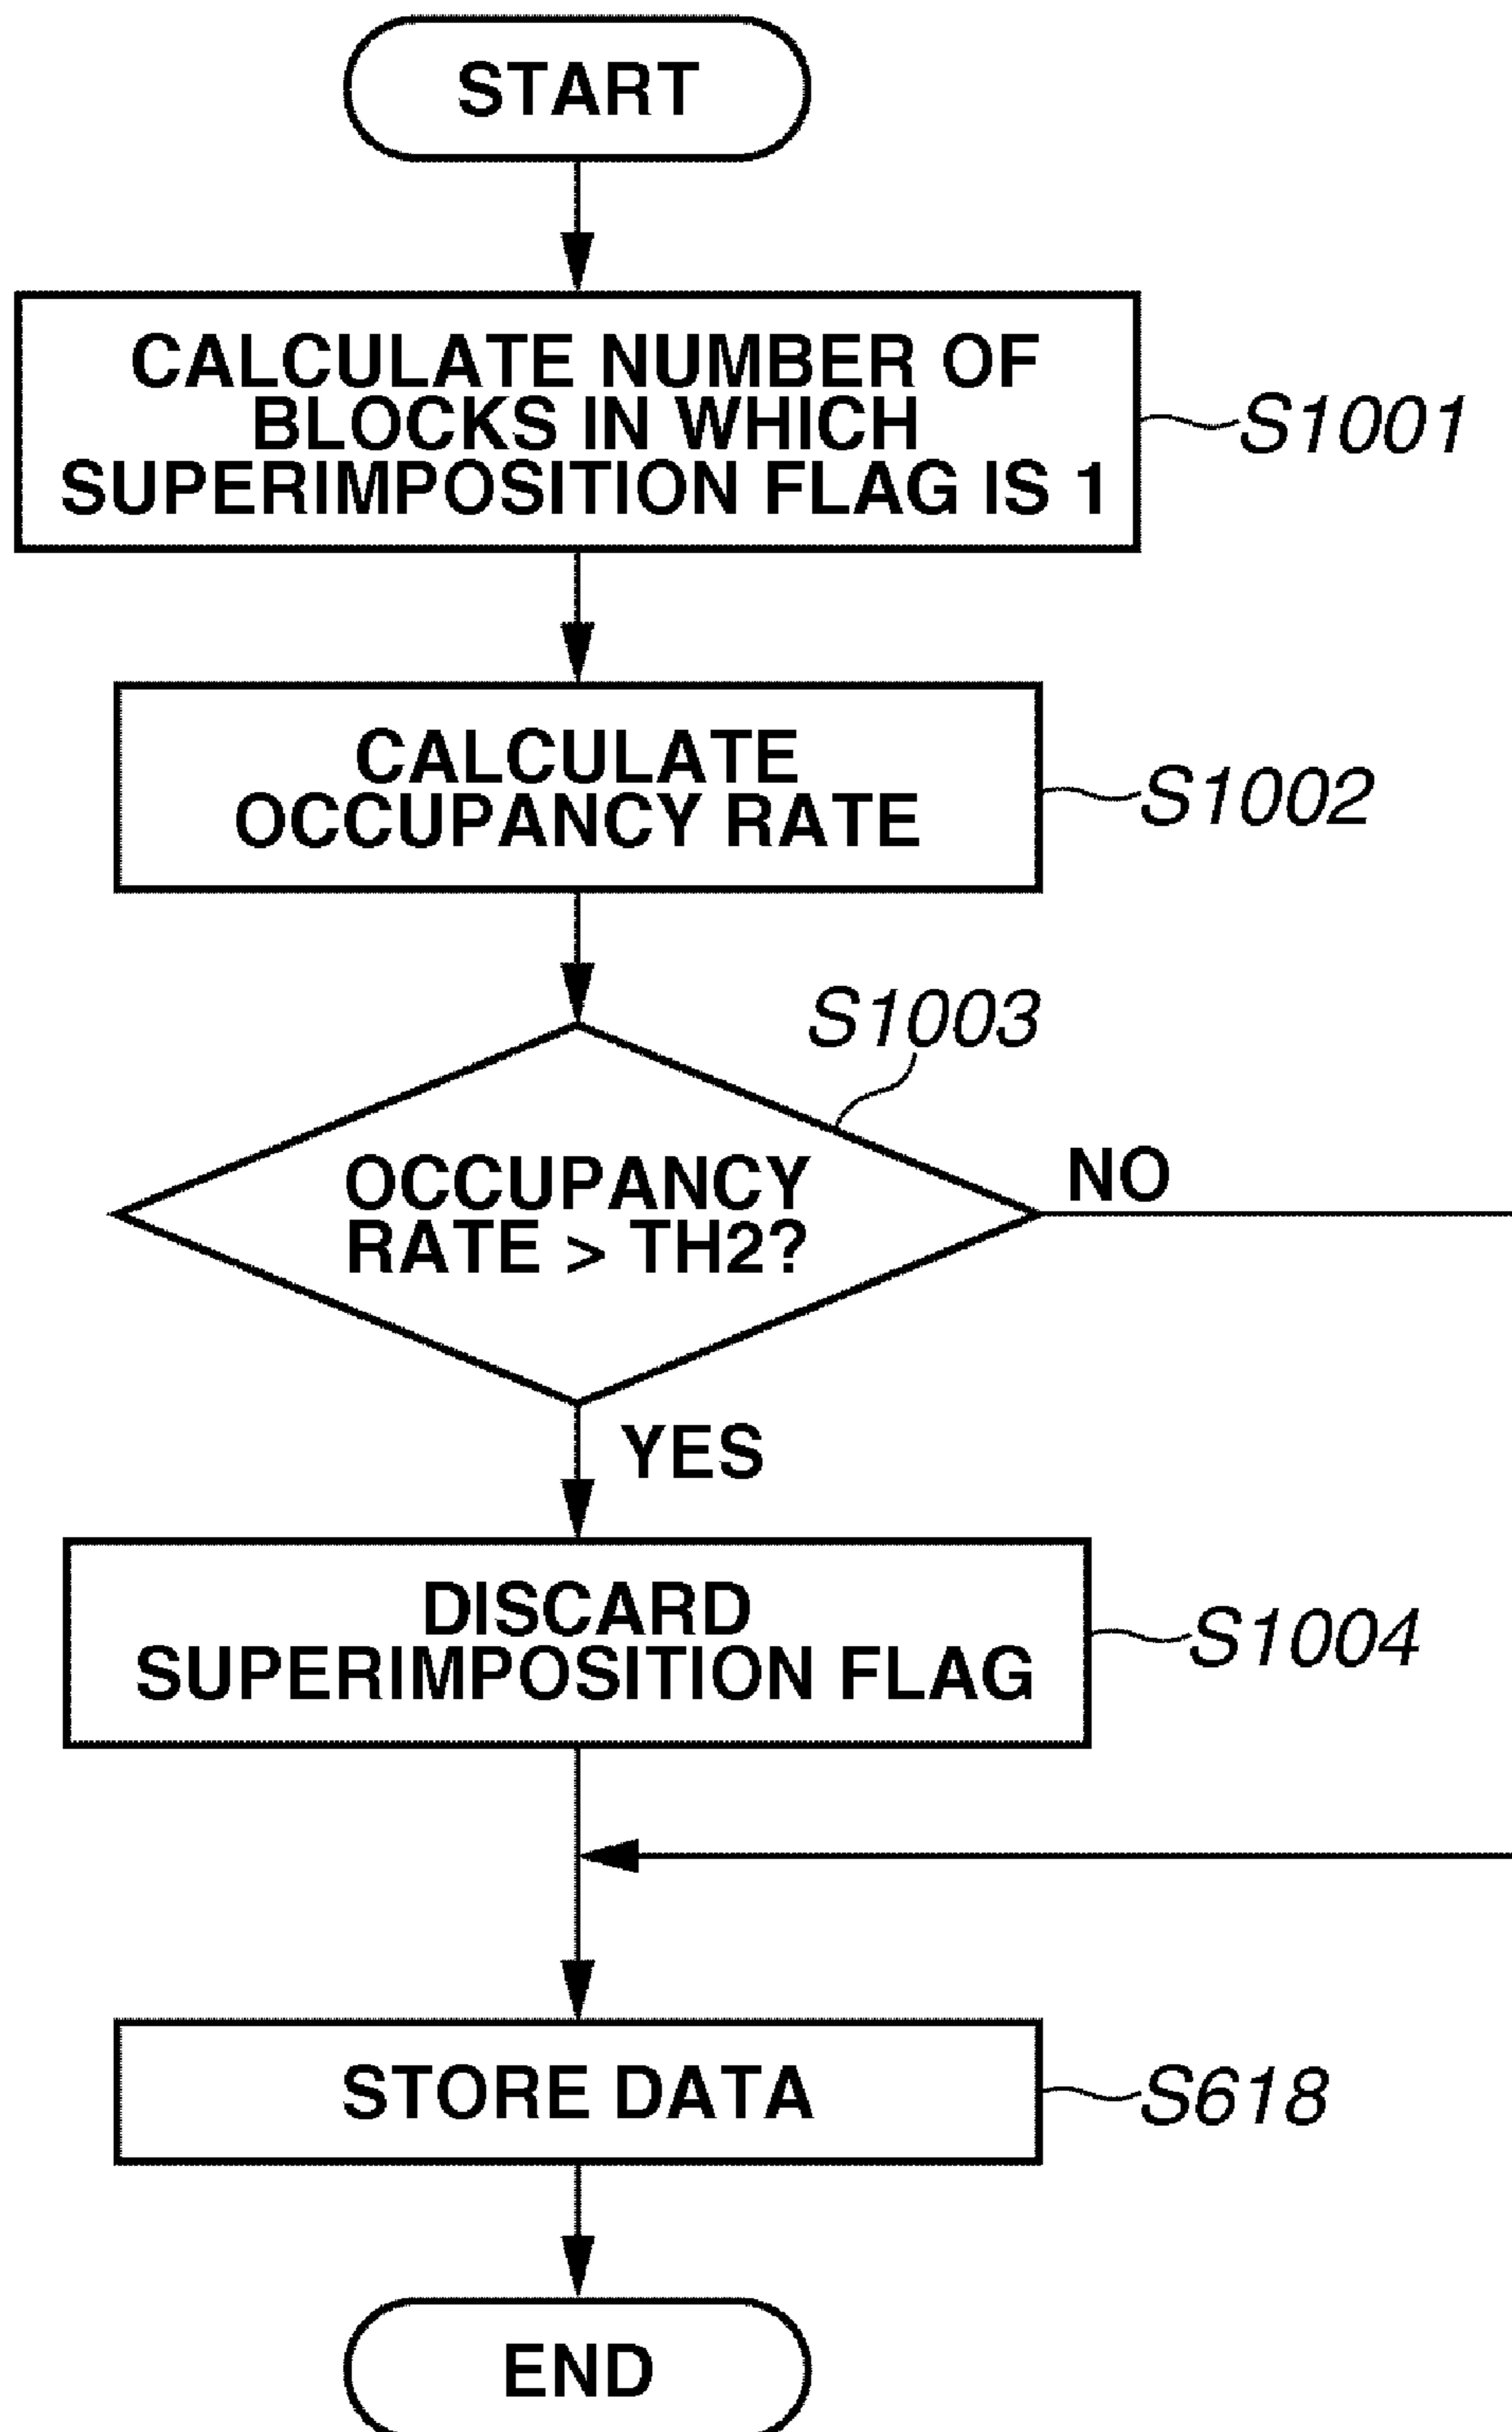 START
CALCULATE NUMBER OF
BLOCKS IN WHICH
SUPERIMPOSITION FLAG IS 1
S1001
CALCULATE
OCCUPANCY RATE
S1002
S1003
OCCUPANCY
RATE > TH2?
NO
YES
DISCARD
SUPERIMPOSITION FLAG
S1004
STORE DATA
S618
END